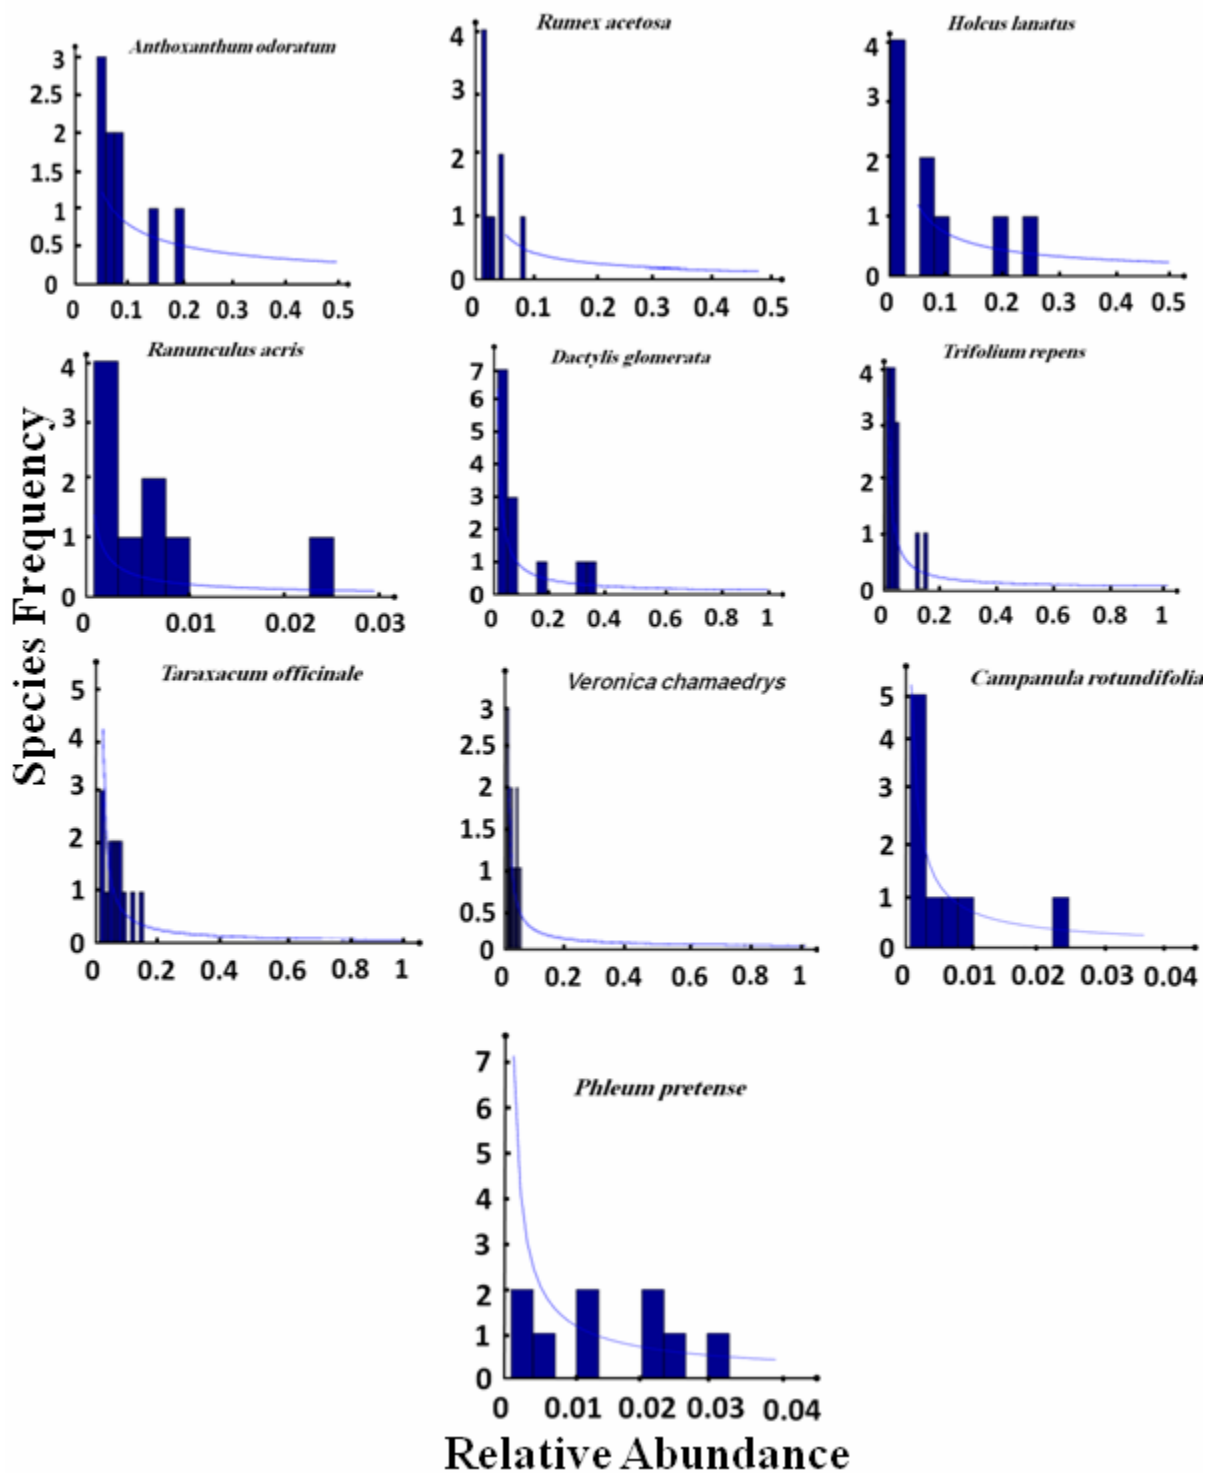 Anthoxanthum odoratum
3
2.5
2
1.5
1
0.5
0
0 0.1 0.2 0.3 0.4 0.5
Rumex acetosa
4
3
2
1
0
0 0.1 0.2 0.3 0.4 0.5
Holcus lanatus
4
3
2
1
0
0 0.1 0.2 0.3 0.4 0.5
Species Frequency
Ranunculus acris
4
3
2
1
0
0 0.01 0.02 0.03
Dactylis glomerata
7
6
5
4
3
2
1
0
0 0.2 0.4 0.6 0.8 1
Trifolium repens
4
3
2
1
0
0 0.2 0.4 0.6 0.8 1
Taraxacum officinale
5
4
3
2
1
0
0 0.2 0.4 0.6 0.8 1
Veronica chamaedrys
3
2.5
2
1.5
1
0.5
0
0 0.2 0.4 0.6 0.8 1
Campanula rotundifolia
5
4
3
2
1
0
0 0.01 0.02 0.03 0.04
Phleum pretense
7
6
5
4
3
2
1
0
0 0.01 0.02 0.03 0.04
Relative Abundance